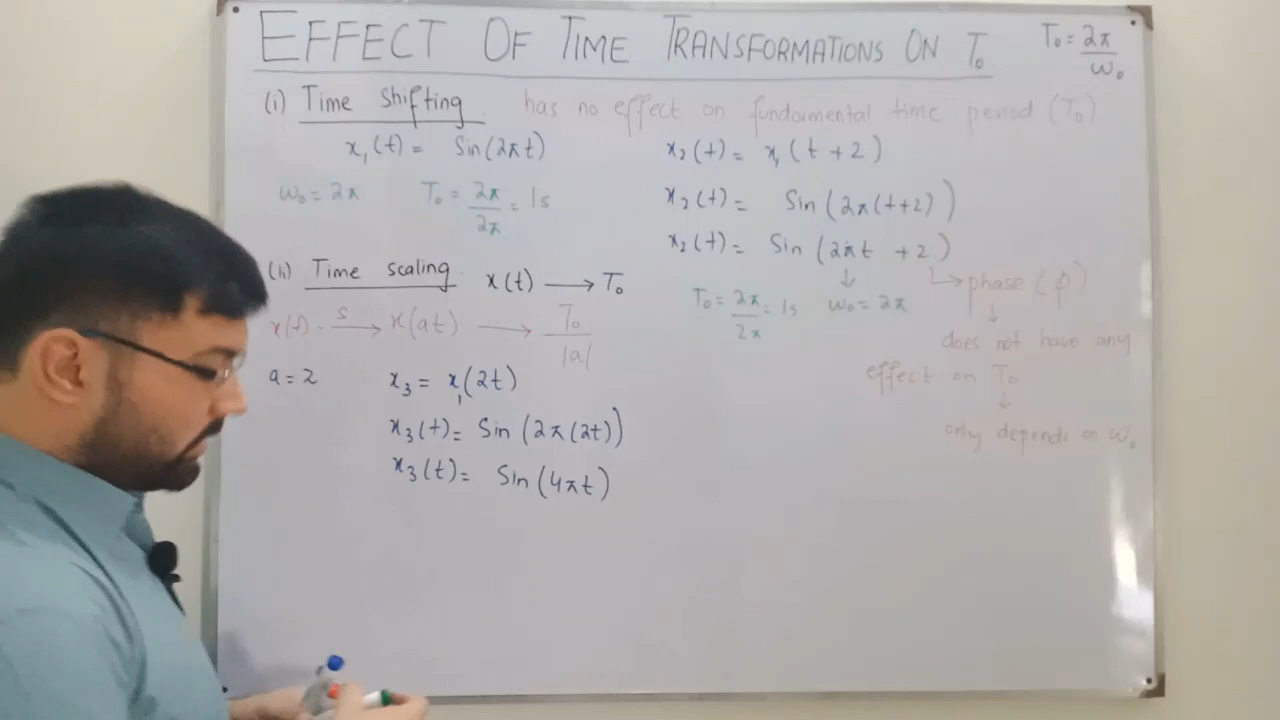 EFFECT OF TIME TRANSFORMATIONS ON T₀
T₀ = 2π/ω₀
(i) Time Shifting has no effect on fundamental time period (T₀)
x₁(t) = Sin(2πt)
ω₀ = 2π T₀ = 2π/2π = 1s
x₂(t) = x₁(t + 2)
x₂(t) = Sin(2π(t+2))
x₂(t) = Sin(2πt + 2)
↓ ↳ phase (φ)
T₀ = 2π/2π = 1s ω₀ = 2π
↓
does not have any
effect on T₀
↓
only depends on ω₀
(ii) Time scaling x(t) → T₀
x(t) -S→ x(at) → T₀/|a|
a = 2 x₃ = x₁(2t)
x₃(t) = Sin(2π(2t))
x₃(t) = Sin(4πt)